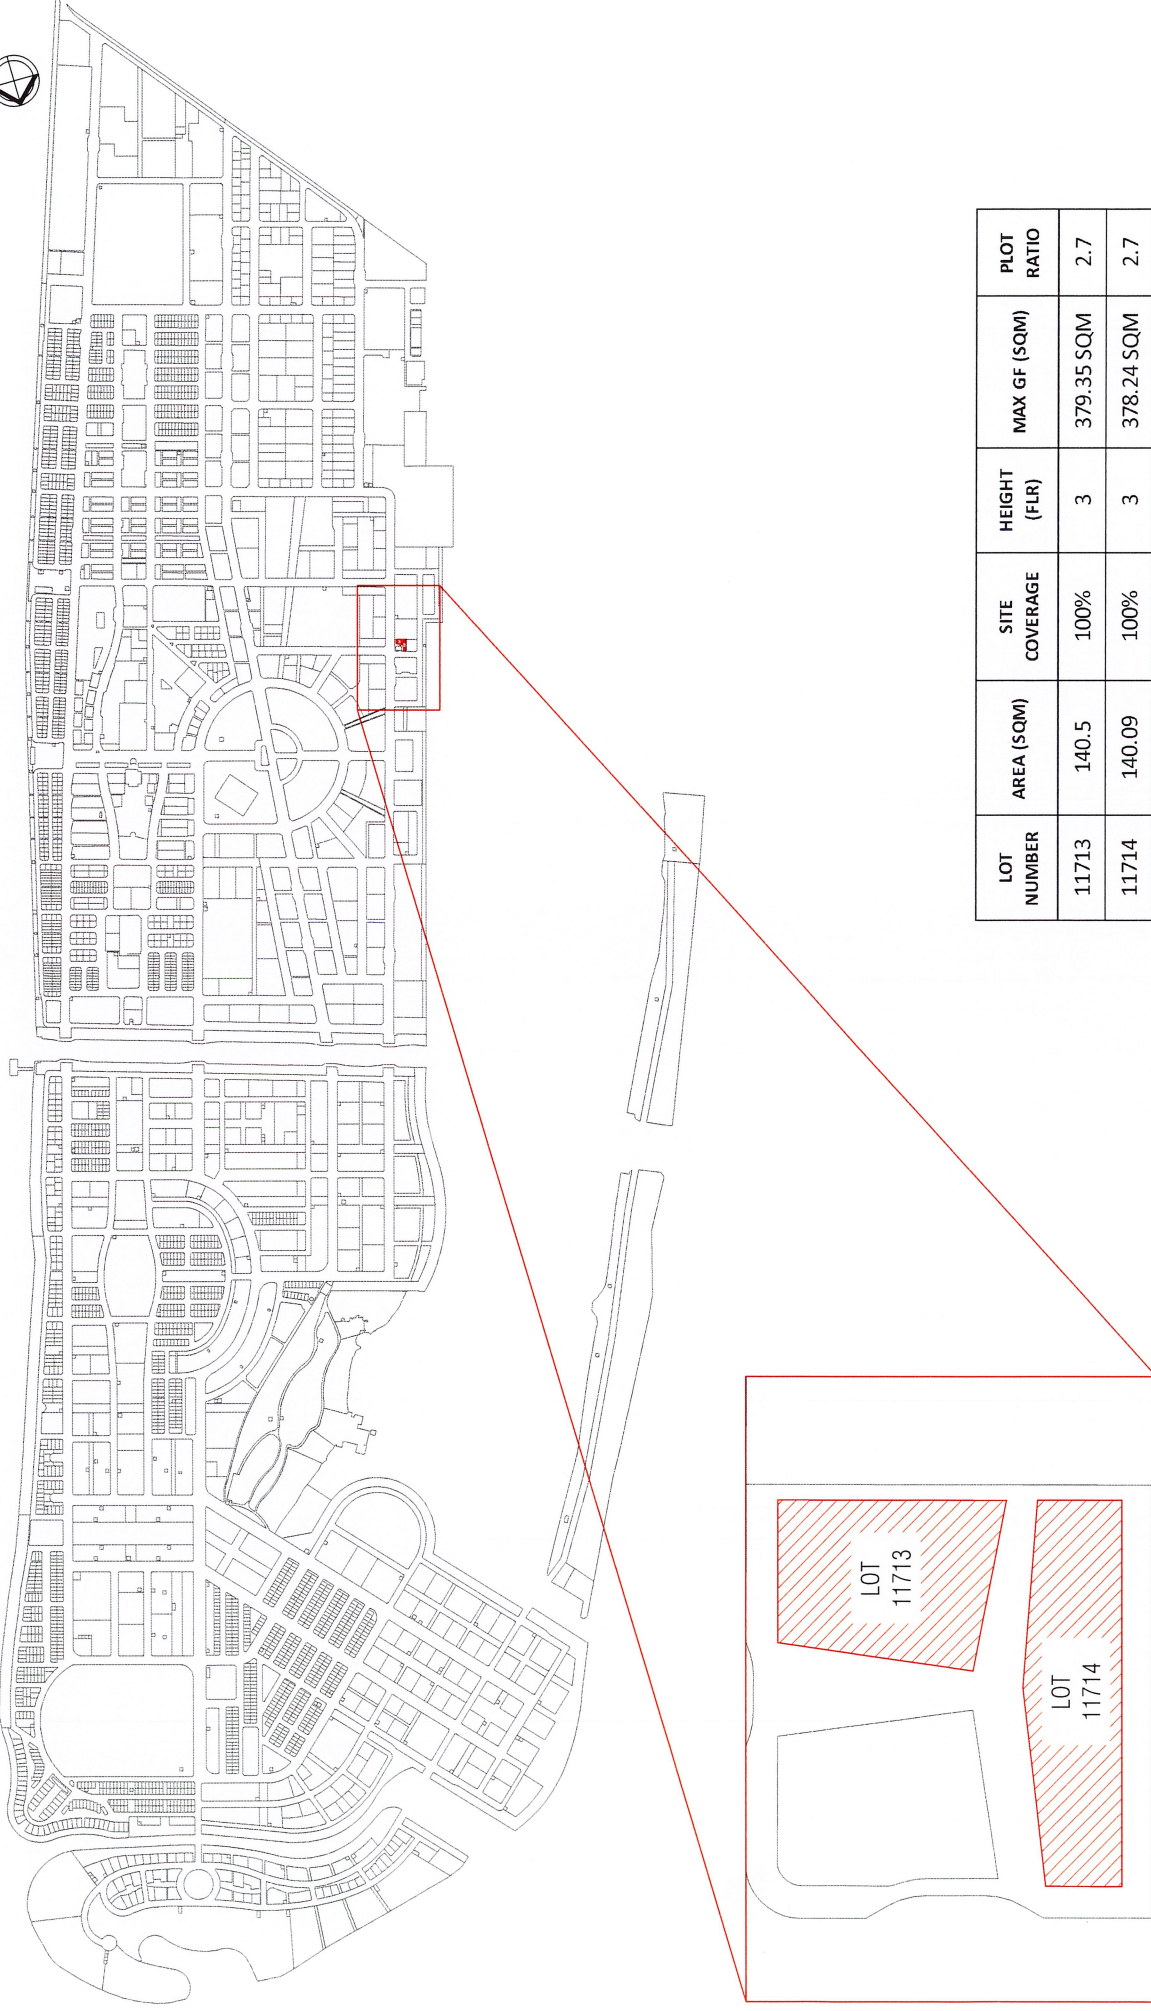 LOT NUMBER	AREA (SQM)	SITE COVERAGE	HEIGHT (FLR)	MAX GF (SQM)	PLOT RATIO
11713	140.5	100%	3	379.35 SQM	2.7
11714	140.09	100%	3	378.24 SQM	2.7
LOT
11713
LOT
11714